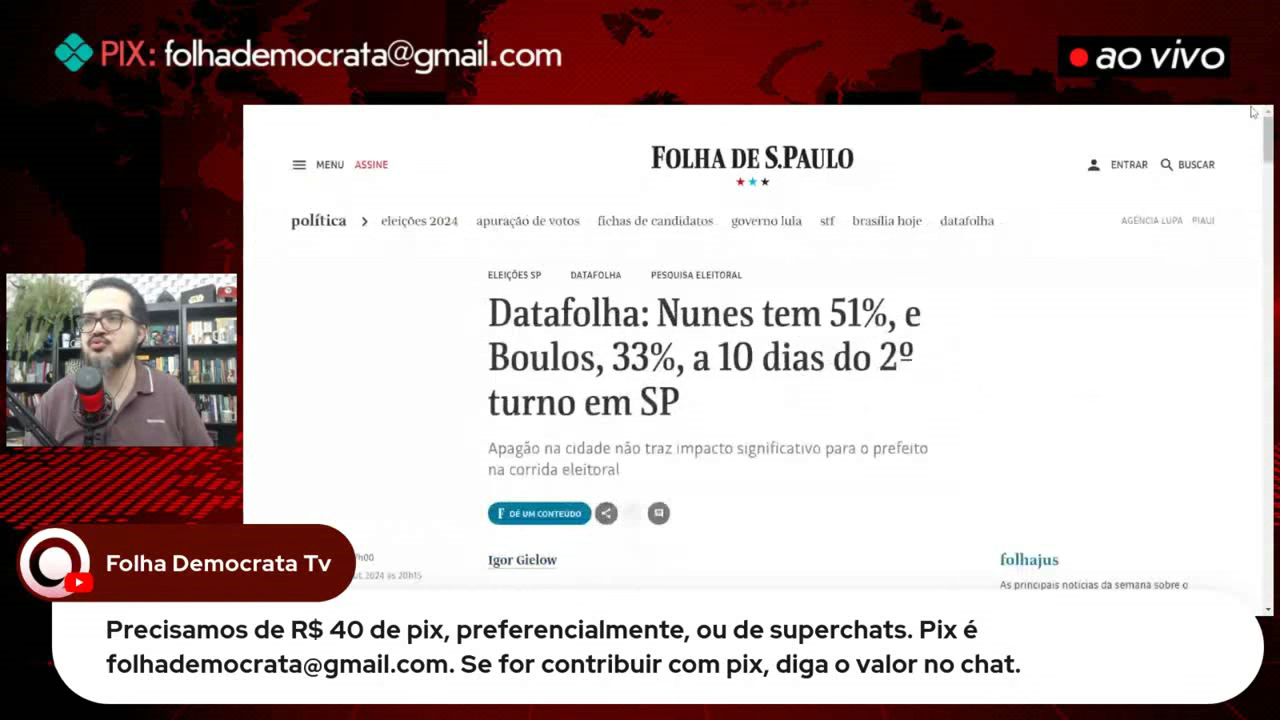 PIX: folhademocrata@gmail.com
AO VIVO
MENU ASSINE
FOLHA DE S.PAULO
ENTRAR BUSCAR
política eleições 2024 apuração de votos fichas de candidatos governo lula stf brasília hoje datafolha
AGÊNCIA LUPA PIAUÍ
ELEIÇÕES SP DATAFOLHA PESQUISA ELEITORAL
Datafolha: Nunes tem 51%, e
Boulos, 33%, a 10 dias do 2º
turno em SP
Apagão na cidade não traz impacto significativo para o prefeito
na corrida eleitoral
F DÊ UM CONTEÚDO
Igor Gielow
folhajus
As principais notícias da semana sobre o
Folha Democrata Tv
Precisamos de R$ 40 de pix, preferencialmente, ou de superchats. Pix é
folhademocrata@gmail.com. Se for contribuir com pix, diga o valor no chat.